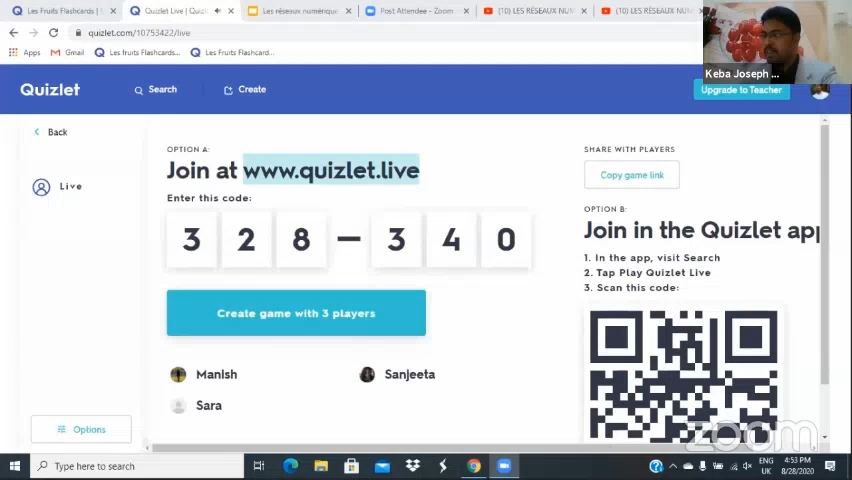 Les Fruits Flashcards |
Quizlet Live | Quiz
Les réseaux numérique
Post Attendee - Zoom
(10) LES RÉSEAUX NUM
(10) LES RÉSEAUX NUM
quizlet.com/10753422/live
Apps
Gmail
Les fruits Flashcards...
Les Fruits Flashcard...
Keba Joseph ...
Quizlet
Search
Create
Upgrade to Teacher
Back
Live
Options
OPTION A:
Join at www.quizlet.live
Enter this code:
3 2 8 – 3 4 0
Create game with 3 players
Manish
Sanjeeta
Sara
SHARE WITH PLAYERS
Copy game link
OPTION B:
Join in the Quizlet app
1. In the app, visit Search
2. Tap Play Quizlet Live
3. Scan this code:
zoom
Type here to search
ENG
UK
4:53 PM
8/28/2020